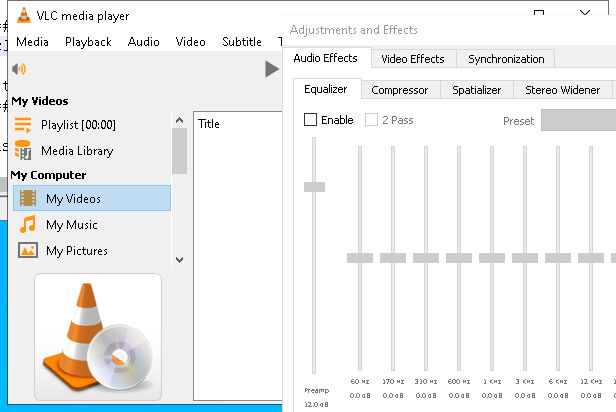 VLC media player
Media Playback Audio Video Subtitle
My Videos
Playlist [00:00]
Media Library
My Computer
My Videos
My Music
My Pictures
Title
Adjustments and Effects
Audio Effects Video Effects Synchronization
Equalizer Compressor Spatializer Stereo Widener
Enable 2 Pass Preset
60 Hz 170 Hz 310 Hz 600 Hz 1 KHz 3 KHz 6 KHz 12 KHz
Preamp 0.0 dB 0.0 dB 0.0 dB 0.0 dB 0.0 dB 0.0 dB 0.0 dB 0.0 dB
12.0 dB